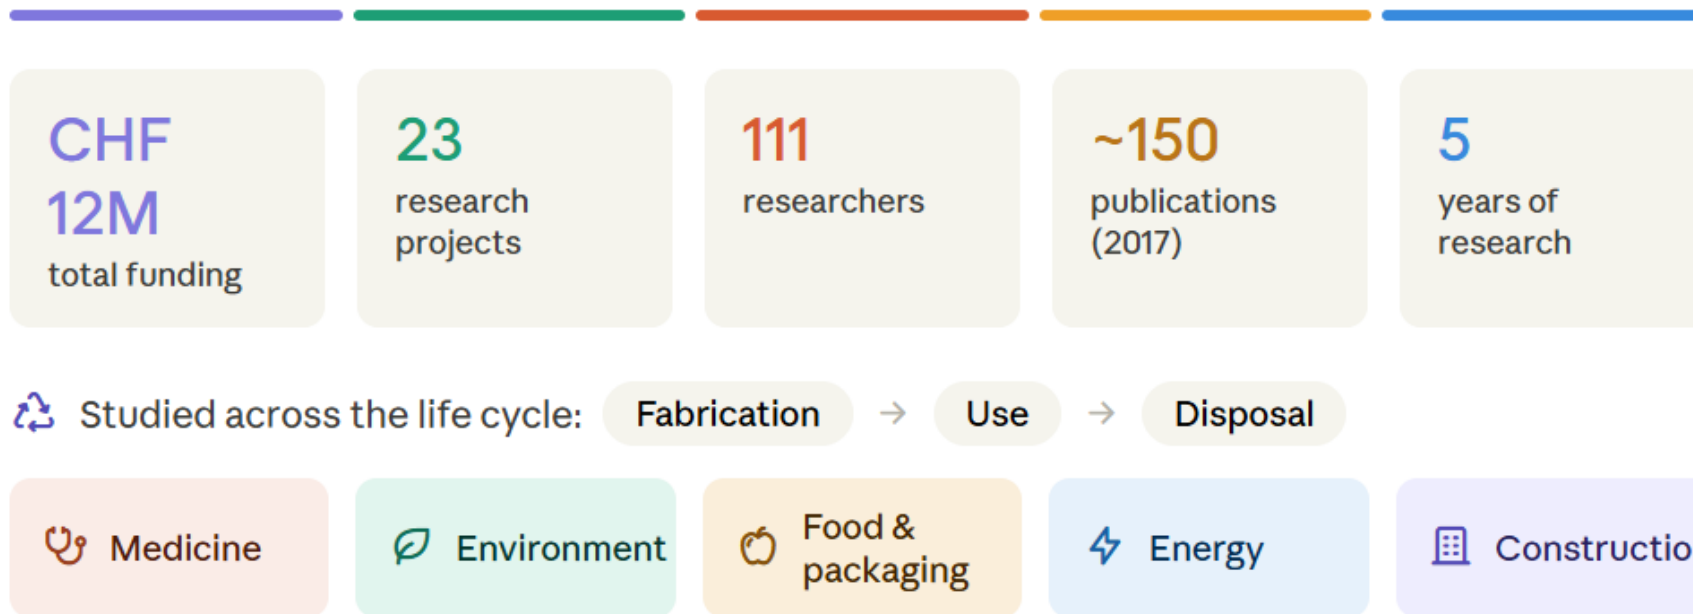 CHF
12M
total funding
23
research
projects
111
researchers
~150
publications
(2017)
5
years of
research
Studied across the life cycle: Fabrication → Use → Disposal
Medicine
Environment
Food &
packaging
Energy
Constructio